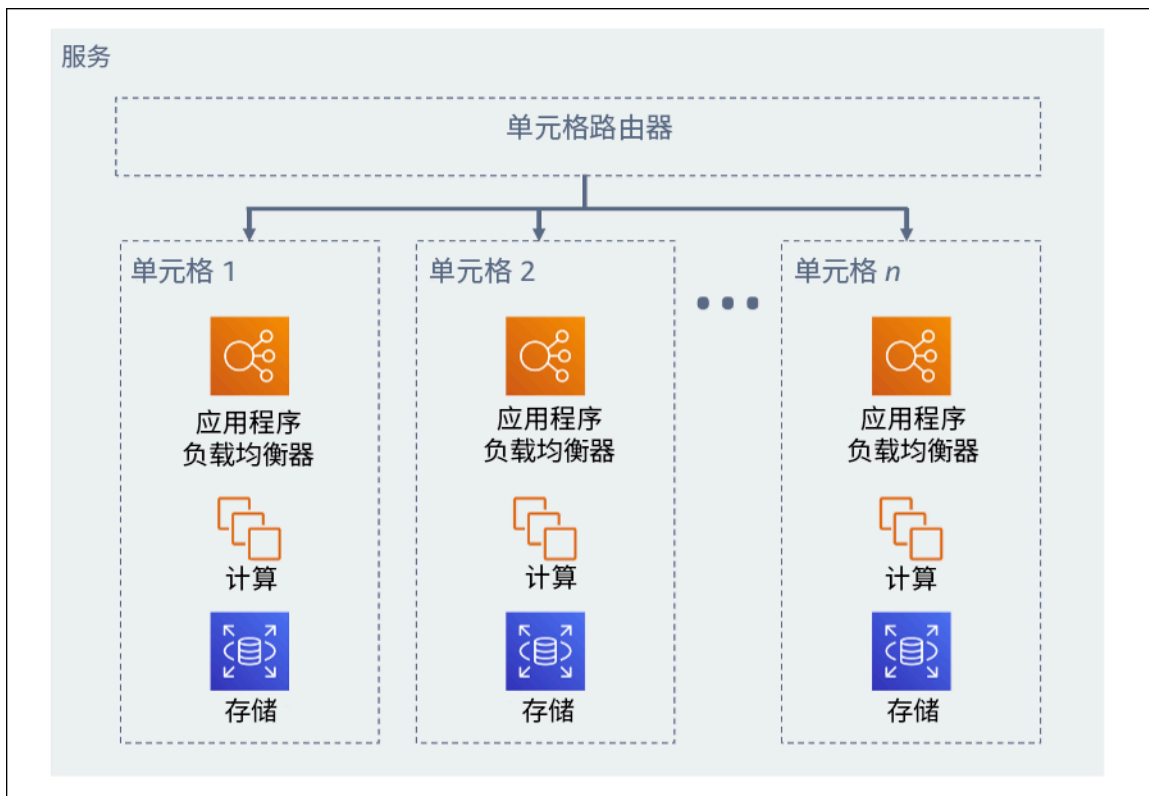 服务
单元格路由器
单元格 1
单元格 2
单元格 n
应用程序
负载均衡器
应用程序
负载均衡器
应用程序
负载均衡器
计算
计算
计算
存储
存储
存储